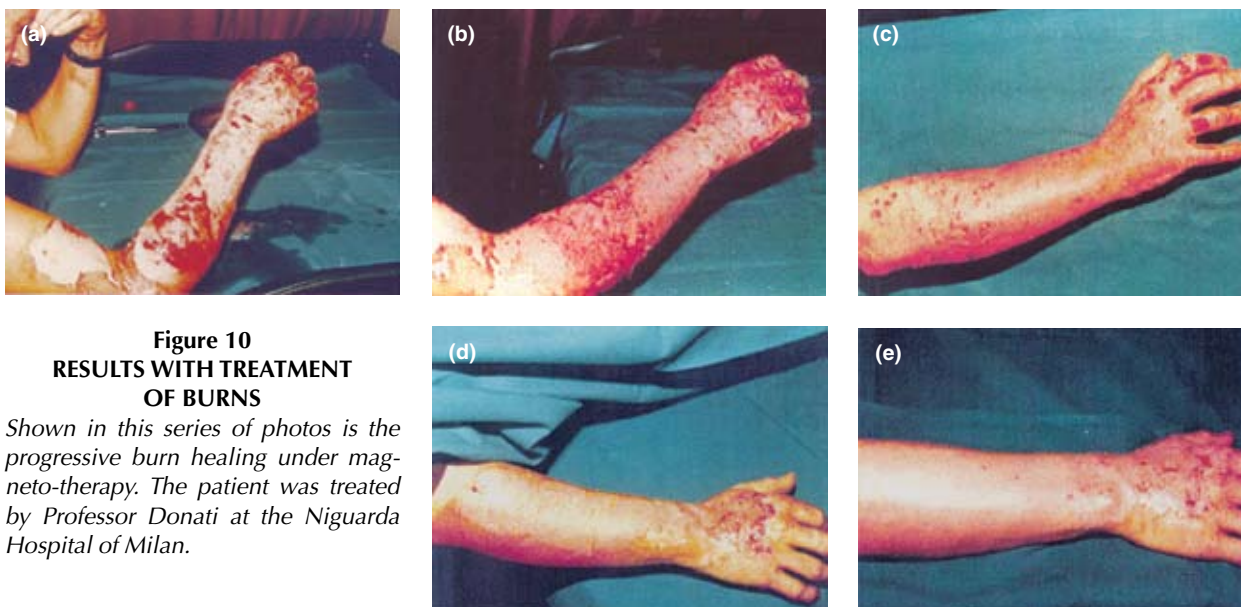 (a)
(b)
(c)
Figure 10
RESULTS WITH TREATMENT
OF BURNS
Shown in this series of photos is the
progressive burn healing under mag-
neto-therapy. The patient was treated
by Professor Donati at the Niguarda
Hospital of Milan.
(d)
(e)